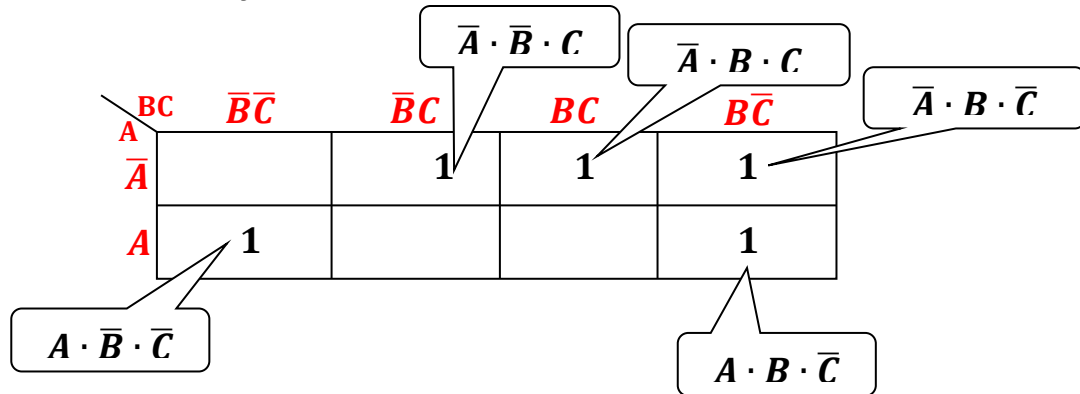 A̅ · B̅ · C
A̅ · B · C
A̅ · B · C̅
BC
A
B̅C̅ B̅C BC BC̅
A̅ 1 1 1
A 1 1
A · B̅ · C̅
A · B · C̅